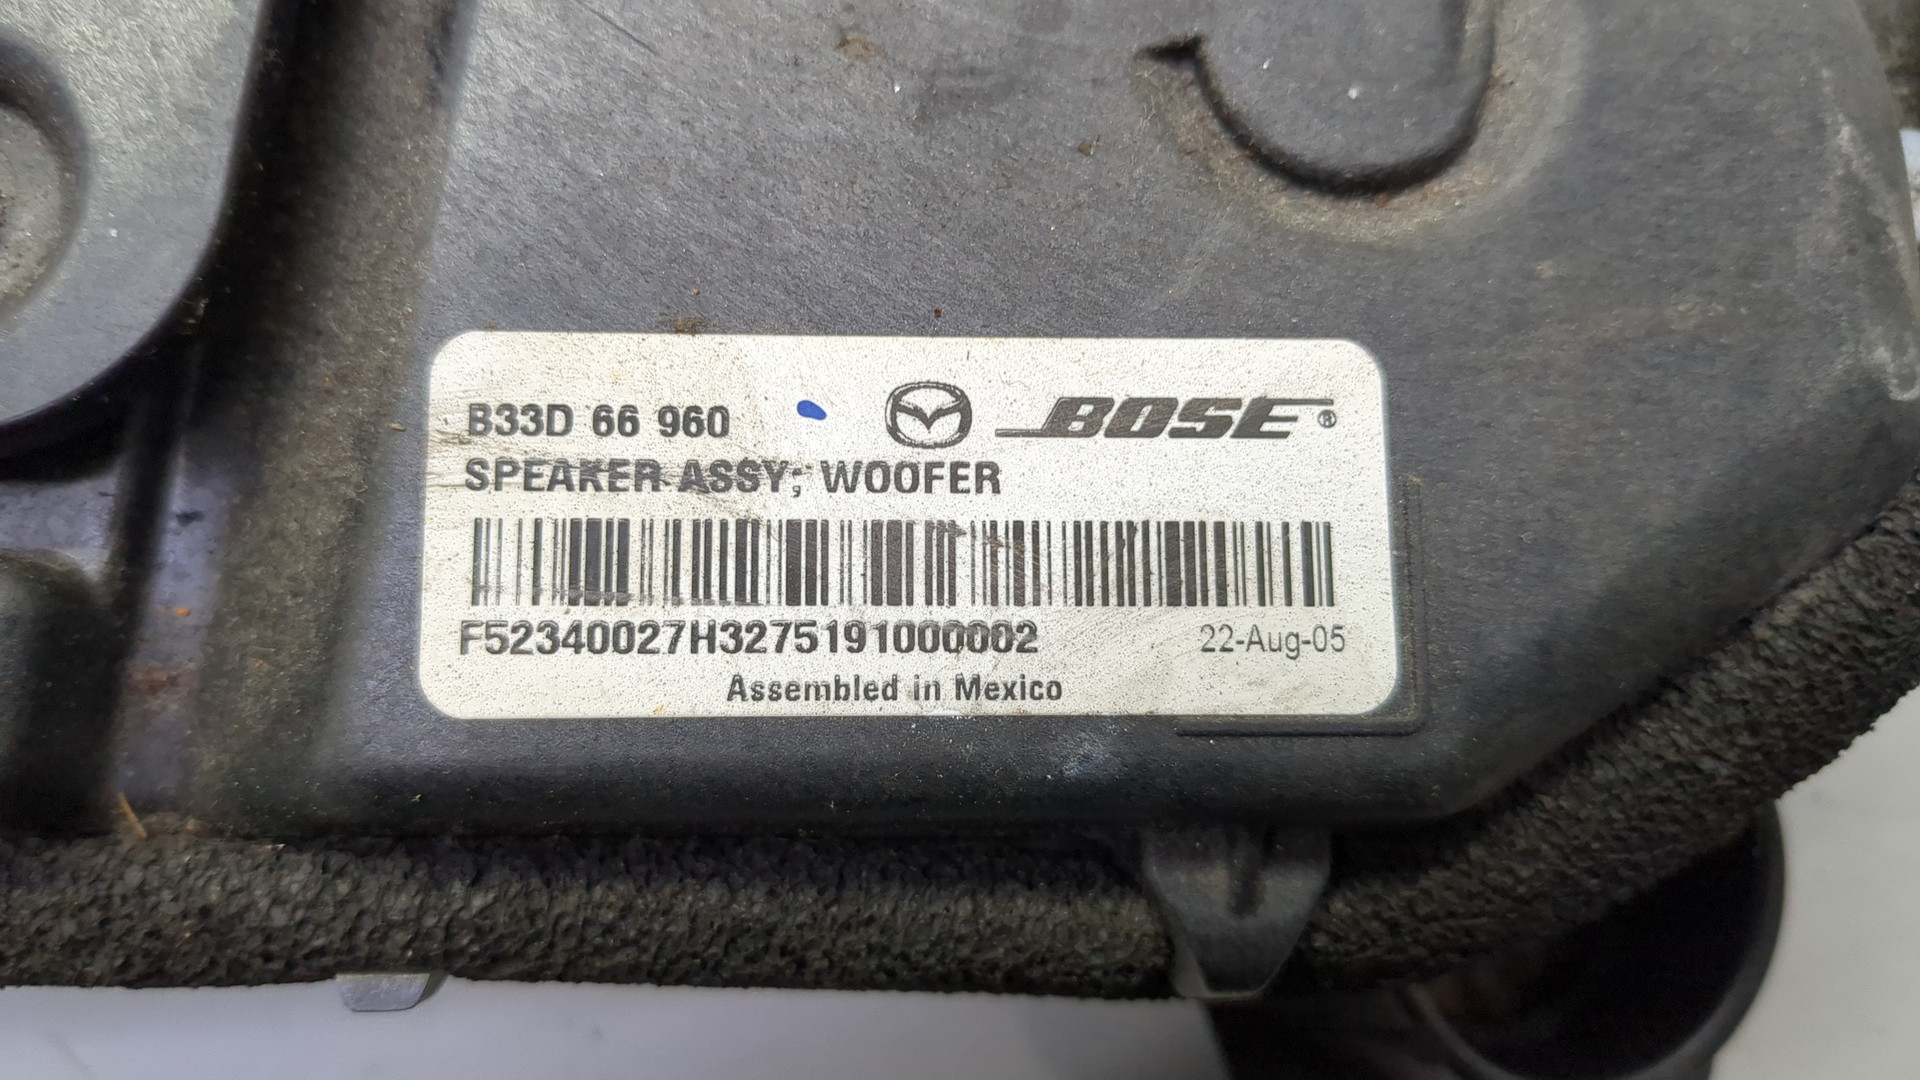 B33D 66 960
BOSE®
SPEAKER ASSY; WOOFER
F52340027H3275191000002
22-Aug-05
Assembled in Mexico